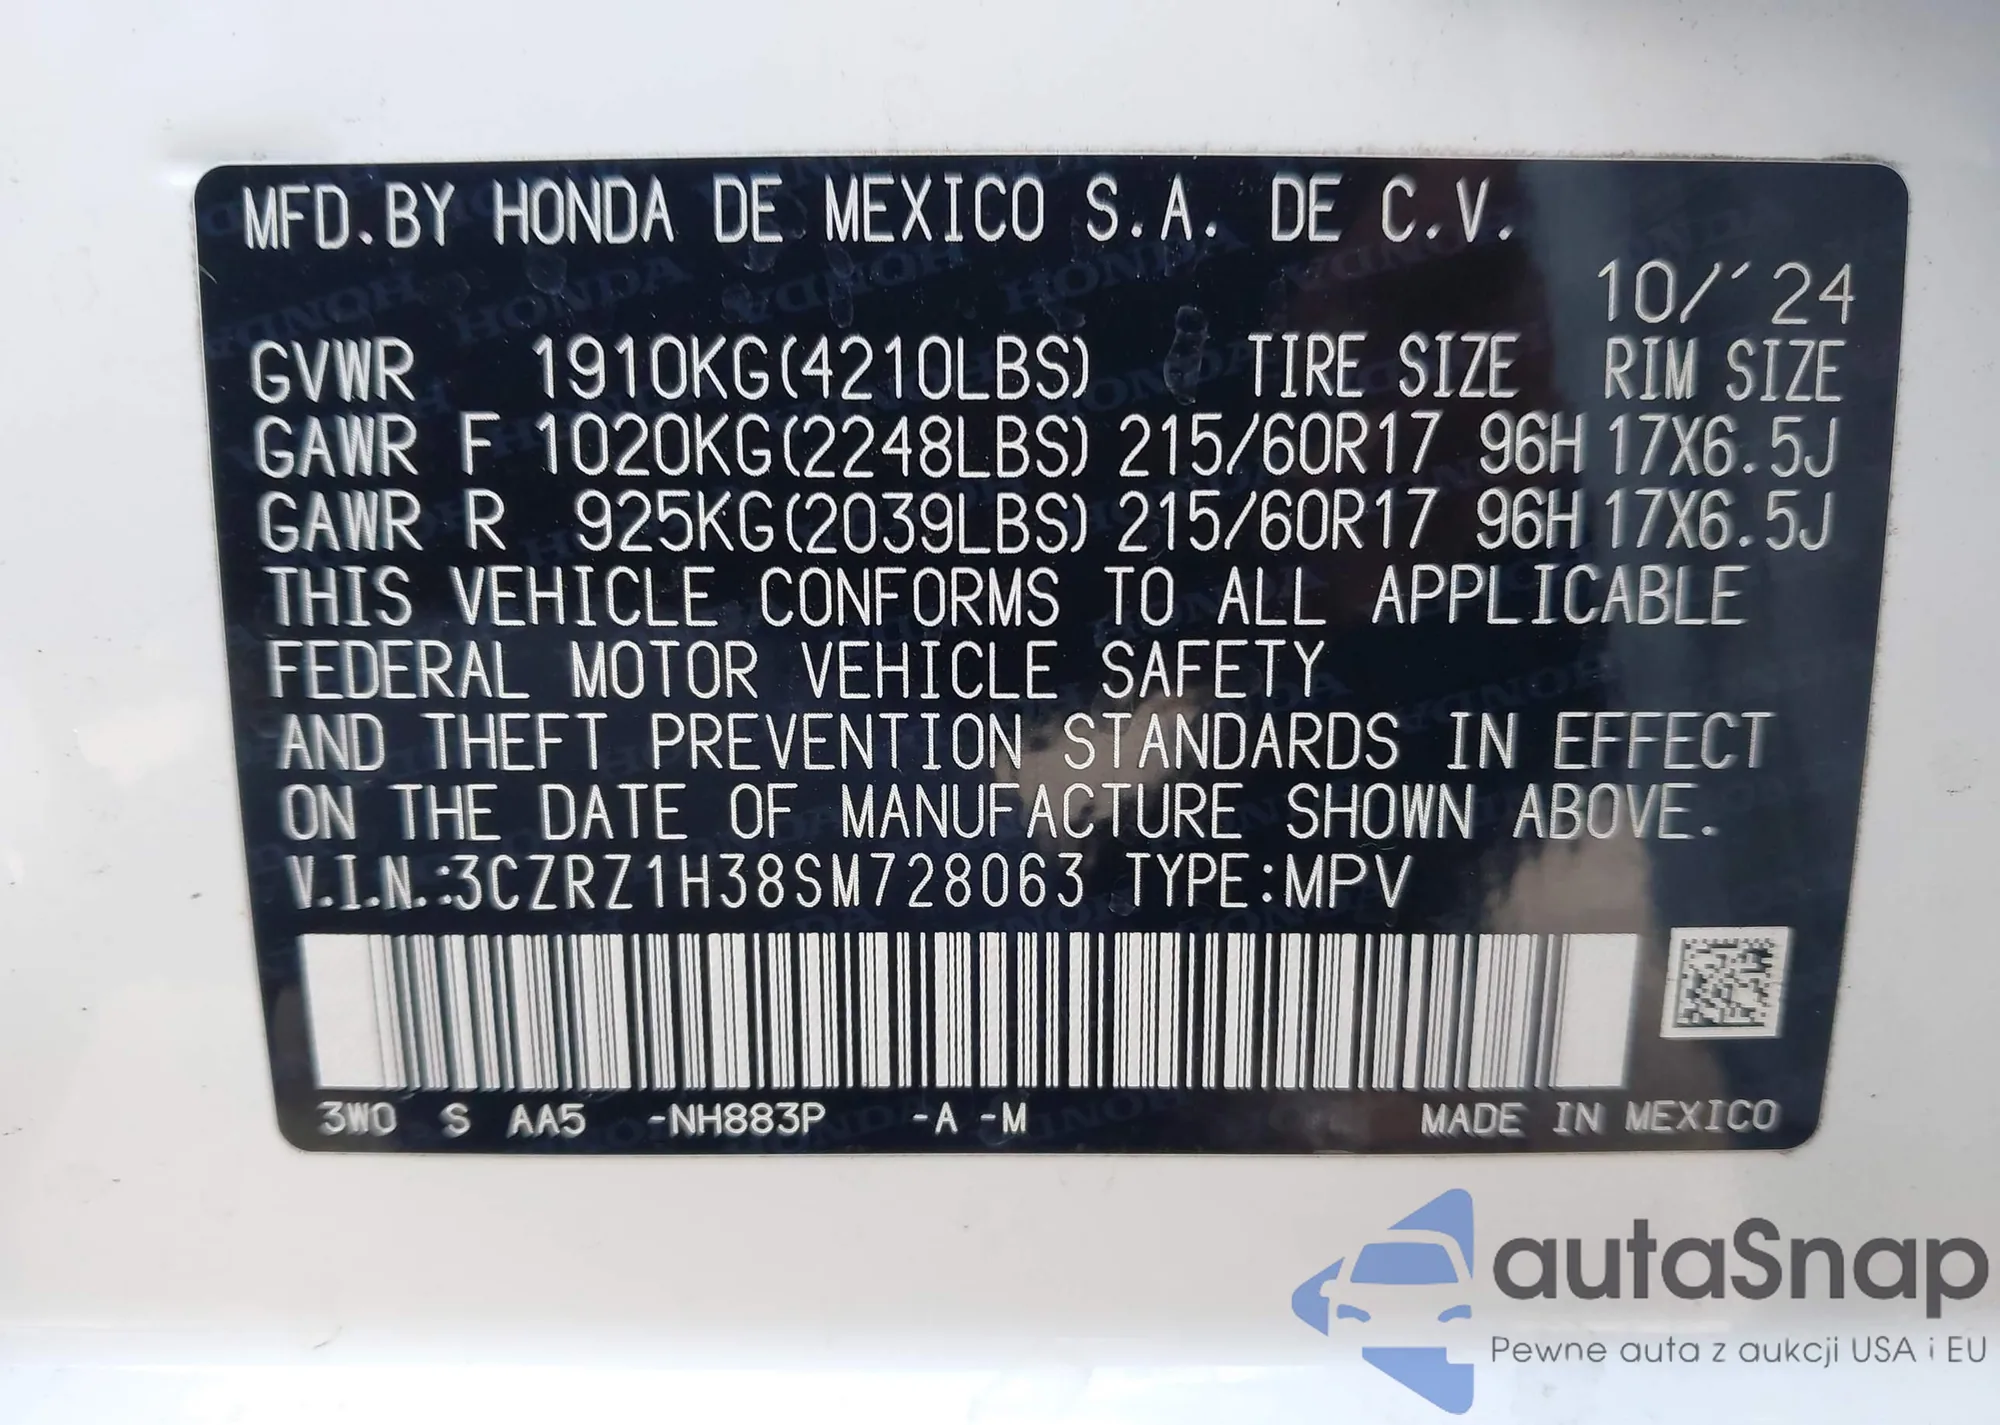 MFD.BY HONDA DE MEXICO S.A. DE C.V.
10/'24
GVWR 1910KG(4210LBS) TIRE SIZE RIM SIZE
GAWR F 1020KG(2248LBS) 215/60R17 96H 17X6.5J
GAWR R 925KG(2039LBS) 215/60R17 96H 17X6.5J
THIS VEHICLE CONFORMS TO ALL APPLICABLE
FEDERAL MOTOR VEHICLE SAFETY
AND THEFT PREVENTION STANDARDS IN EFFECT
ON THE DATE OF MANUFACTURE SHOWN ABOVE.
V.I.N.:3CZRZ1H38SM728063 TYPE:MPV
3W0 S AA5 -NH883P -A -M MADE IN MEXICO
autaSnap
Pewne auta z aukcji USA i EU